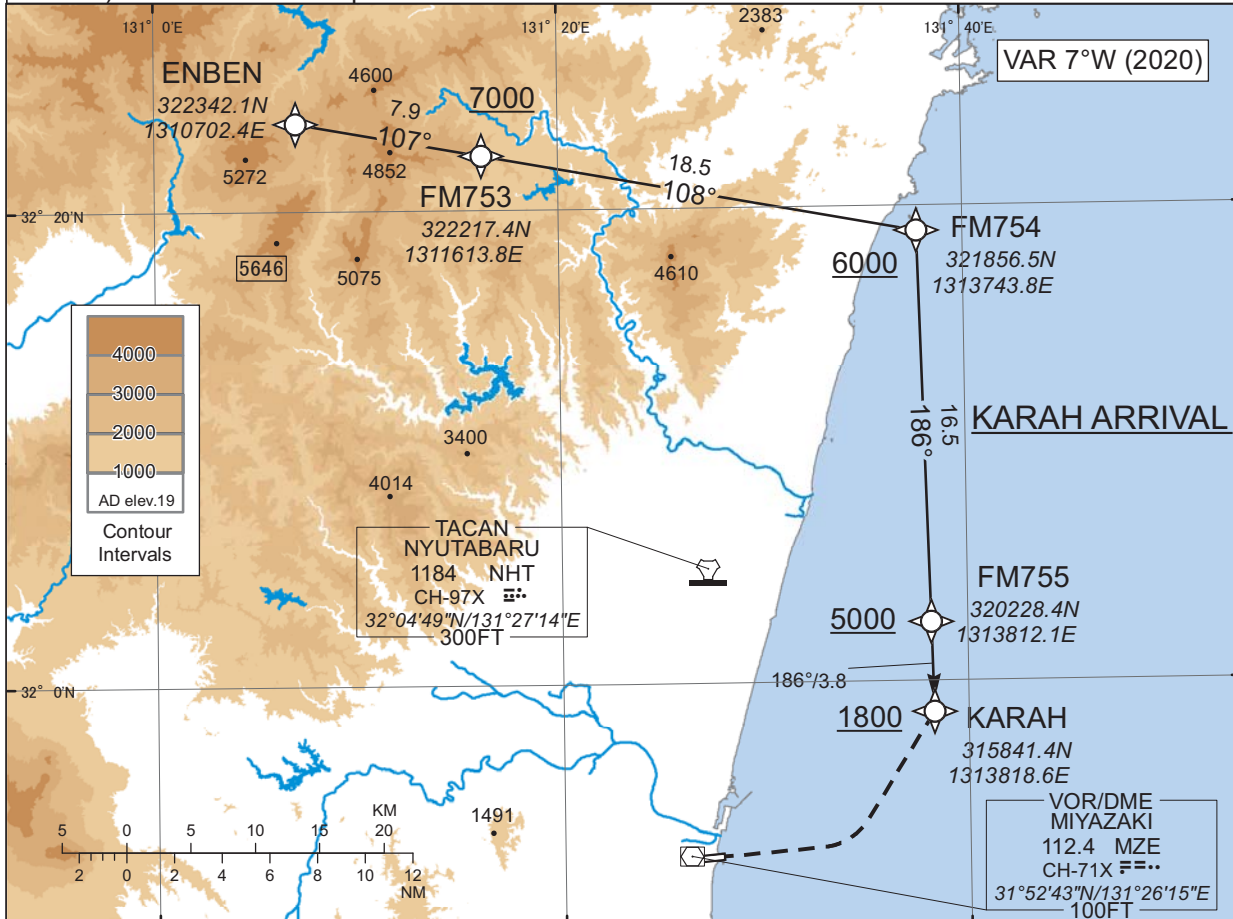 131° 0'E
131° 20'E
131° 40'E
2383
VAR 7°W (2020)
ENBEN
322342.1N
1310702.4E
4600
7.9
107°
7000
5272
4852
FM753
322217.4N
1311613.8E
18.5
108°
32° 20'N
FM754
321856.5N
1313743.8E
6000
5646
5075
4610
4000
3000
2000
1000
AD elev.19
Contour
Intervals
16.5
186°
KARAH ARRIVAL
3400
4014
TACAN
NYUTABARU
1184 NHT
CH-97X
32°04'49"N/131°27'14"E
300FT
FM755
320228.4N
1313812.1E
5000
32° 0'N
186°/3.8
1800
KARAH
315841.4N
1313818.6E
KM
5 0 5 10 15 20
2 0 2 4 6 8 10 12
NM
1491
VOR/DME
MIYAZAKI
112.4 MZE
CH-71X
31°52'43"N/131°26'15"E
100FT